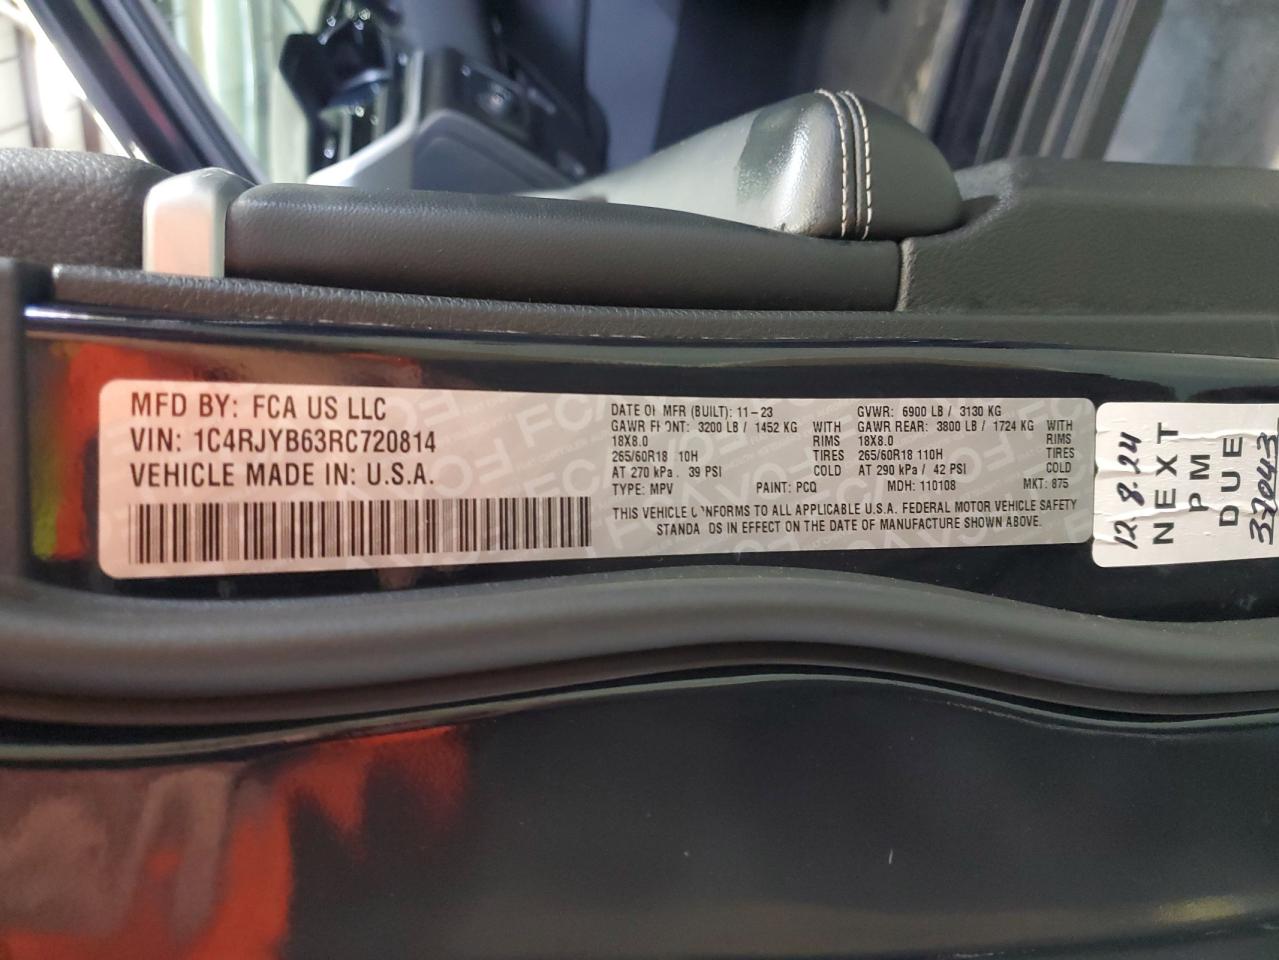 MFD BY: FCA US LLC
VIN: 1C4RJYB63RC720814
VEHICLE MADE IN: U.S.A.
DATE OF MFR (BUILT): 11-23 GVWR: 6900 LB / 3130 KG
GAWR FRONT: 3200 LB / 1452 KG WITH GAWR REAR: 3800 LB / 1724 KG WITH
18X8.0 RIMS 18X8.0 RIMS
265/60R18 10H TIRES 265/60R18 110H TIRES
AT 270 kPa . 39 PSI COLD AT 290 kPa / 42 PSI COLD
TYPE: MPV PAINT: PCQ MDH: 110108 MKT: 875
THIS VEHICLE C NFORMS TO ALL APPLICABLE U.S.A. FEDERAL MOTOR VEHICLE SAFETY
STANDA DS IN EFFECT ON THE DATE OF MANUFACTURE SHOWN ABOVE.
12.8.24
NEXT
PM
DUE
37043